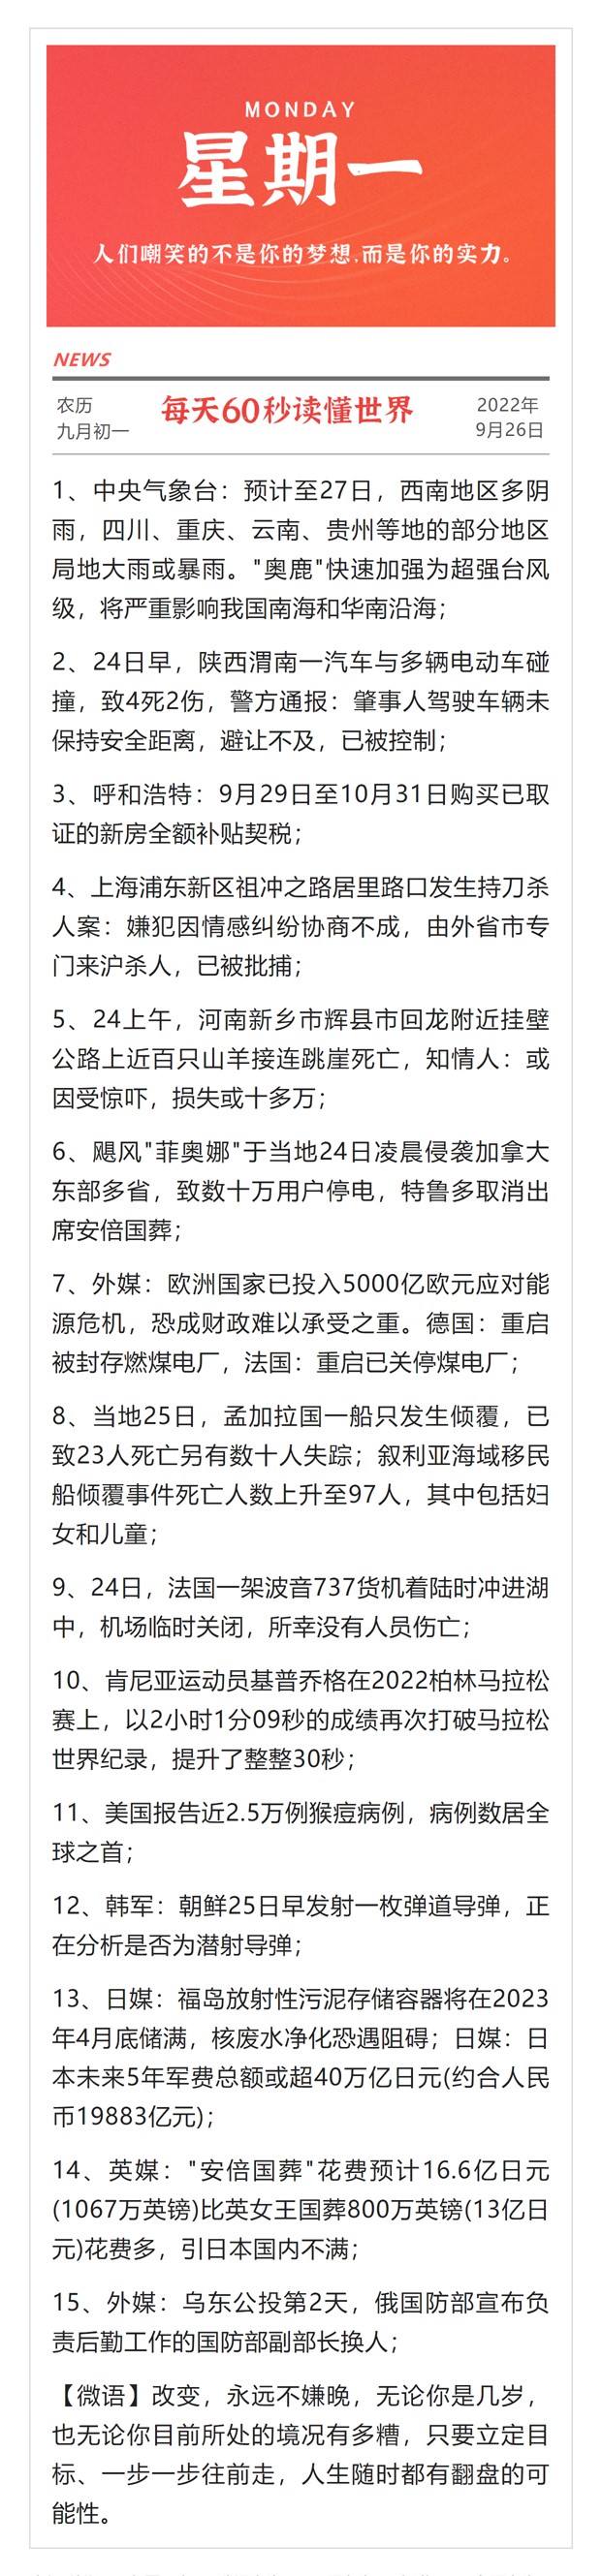 MONDAY
星期一
人们嘲笑的不是你的梦想,而是你的实力。
NEWS
农历
九月初一
每天60秒读懂世界
2022年
9月26日
1、中央气象台：预计至27日，西南地区多阴
雨，四川、重庆、云南、贵州等地的部分地区
局地大雨或暴雨。"奥鹿"快速加强为超强台风
级，将严重影响我国南海和华南沿海；
2、24日早，陕西渭南一汽车与多辆电动车碰
撞，致4死2伤，警方通报：肇事人驾驶车辆未
保持安全距离，避让不及，已被控制；
3、呼和浩特：9月29日至10月31日购买已取
证的新房全额补贴契税；
4、上海浦东新区祖冲之路居里路口发生持刀杀
人案：嫌犯因情感纠纷协商不成，由外省市专
门来沪杀人，已被批捕；
5、24上午，河南新乡市辉县市回龙附近挂壁
公路上近百只山羊接连跳崖死亡，知情人：或
因受惊吓，损失或十多万；
6、飓风"菲奥娜"于当地24日凌晨侵袭加拿大
东部多省，致数十万用户停电，特鲁多取消出
席安倍国葬；
7、外媒：欧洲国家已投入5000亿欧元应对能
源危机，恐成财政难以承受之重。德国：重启
被封存燃煤电厂，法国：重启已关停煤电厂；
8、当地25日，孟加拉国一船只发生倾覆，已
致23人死亡另有数十人失踪；叙利亚海域移民
船倾覆事件死亡人数上升至97人，其中包括妇
女和儿童；
9、24日，法国一架波音737货机着陆时冲进湖
中，机场临时关闭，所幸没有人员伤亡；
10、肯尼亚运动员基普乔格在2022柏林马拉松
赛上，以2小时1分09秒的成绩再次打破马拉松
世界纪录，提升了整整30秒；
11、美国报告近2.5万例猴痘病例，病例数居全
球之首；
12、韩军：朝鲜25日早发射一枚弹道导弹，正
在分析是否为潜射导弹；
13、日媒：福岛放射性污泥存储容器将在2023
年4月底储满，核废水净化恐遇阻碍；日媒：日
本未来5年军费总额或超40万亿日元(约合人民
币19883亿元)；
14、英媒："安倍国葬"花费预计16.6亿日元
(1067万英镑)比英女王国葬800万英镑(13亿日
元)花费多，引日本国内不满；
15、外媒：乌东公投第2天，俄国防部宣布负
责后勤工作的国防部副部长换人；
【微语】改变，永远不嫌晚，无论你是几岁，
也无论你目前所处的境况有多糟，只要立定目
标、一步一步往前走，人生随时都有翻盘的可
能性。